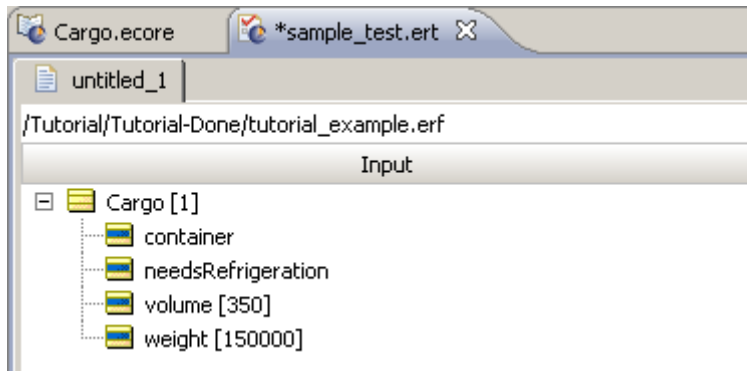 Cargo.ecore *sample_test.ert
untitled_1
/Tutorial/Tutorial-Done/tutorial_example.erf
Input
Cargo [1]
container
needsRefrigeration
volume [350]
weight [150000]